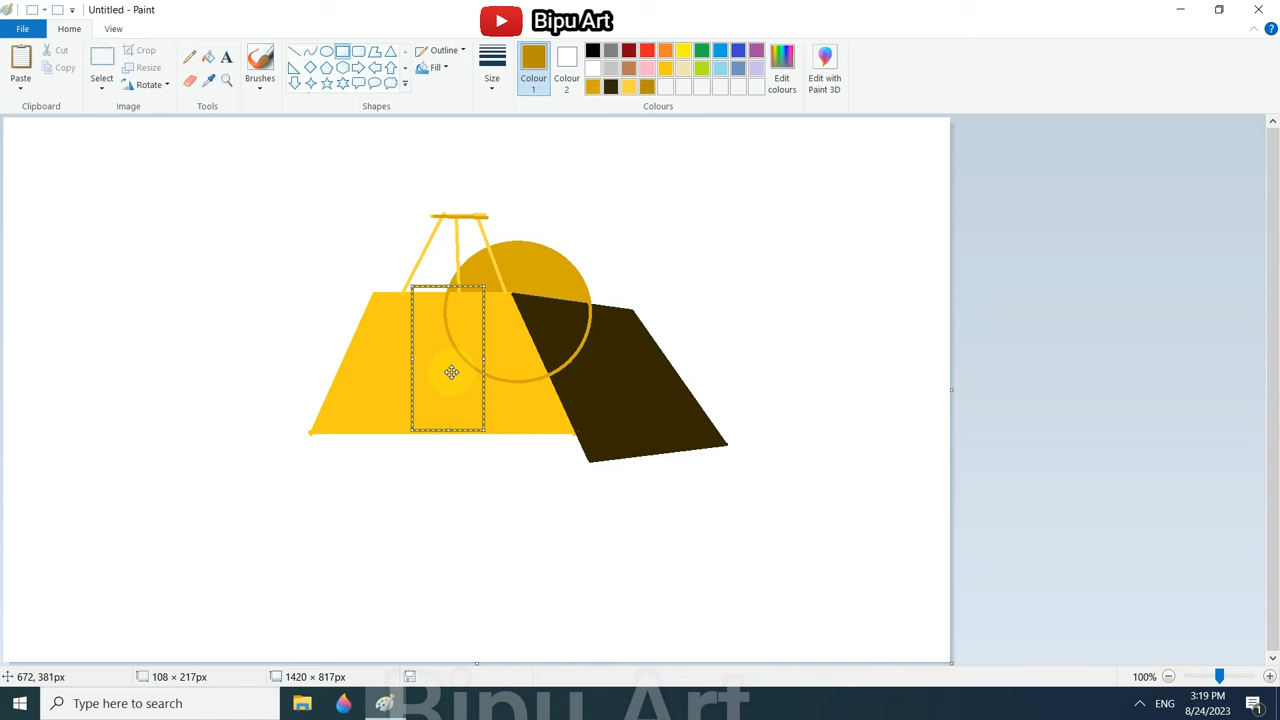 Untitled - Paint
Bipu Art
File
Home
View
Paste
Cut
Copy
Clipboard
Select
Crop
Resize
Rotate
Image
Tools
Brushes
Shapes
Outline
Fill
Size
Colour 1
Colour 2
Colours
Edit colours
Edit with Paint 3D
672, 381px
108 × 217px
1420 × 817px
100%
Bipu Art
Type here to search
ENG
3:19 PM
8/24/2023